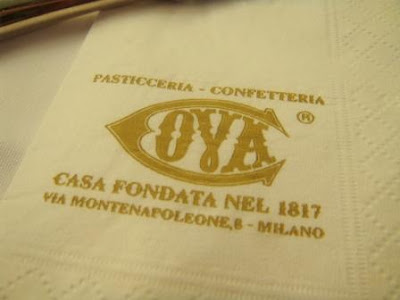 PASTICCERIA - CONFETTERIA
COVA ®
CASA FONDATA NEL 1817
VIA MONTENAPOLEONE,8 - MILANO